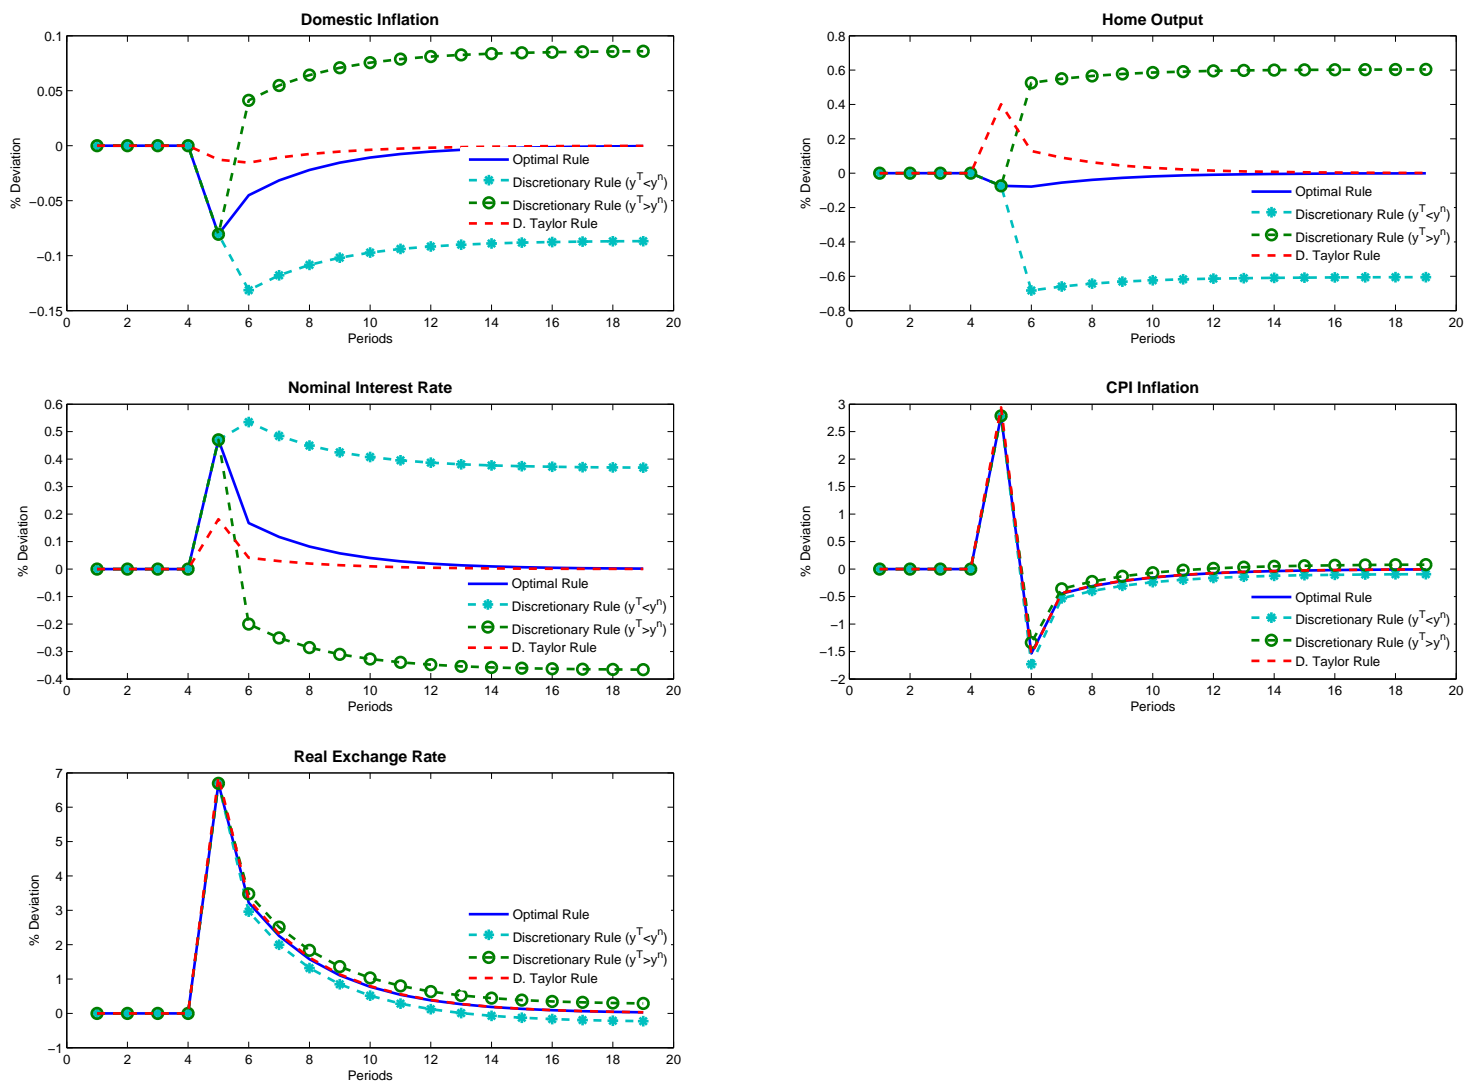 Domestic Inflation
0.1
0.05
0
−0.05
−0.1
−0.15
% Deviation
0 2 4 6 8 10 12 14 16 18 20
Periods
Optimal Rule
Discretionary Rule (y^T<y^n)
Discretionary Rule (y^T>y^n)
D. Taylor Rule
Home Output
0.8
0.6
0.4
0.2
0
−0.2
−0.4
−0.6
−0.8
% Deviation
0 2 4 6 8 10 12 14 16 18 20
Periods
Optimal Rule
Discretionary Rule (y^T<y^n)
Discretionary Rule (y^T>y^n)
D. Taylor Rule
Nominal Interest Rate
0.6
0.5
0.4
0.3
0.2
0.1
0
−0.1
−0.2
−0.3
−0.4
% Deviation
0 2 4 6 8 10 12 14 16 18 20
Periods
Optimal Rule
Discretionary Rule (y^T<y^n)
Discretionary Rule (y^T>y^n)
D. Taylor Rule
CPI Inflation
3
2.5
2
1.5
1
0.5
0
−0.5
−1
−1.5
−2
% Deviation
0 2 4 6 8 10 12 14 16 18 20
Periods
Optimal Rule
Discretionary Rule (y^T<y^n)
Discretionary Rule (y^T>y^n)
D. Taylor Rule
Real Exchange Rate
7
6
5
4
3
2
1
0
−1
% Deviation
0 2 4 6 8 10 12 14 16 18 20
Periods
Optimal Rule
Discretionary Rule (y^T<y^n)
Discretionary Rule (y^T>y^n)
D. Taylor Rule